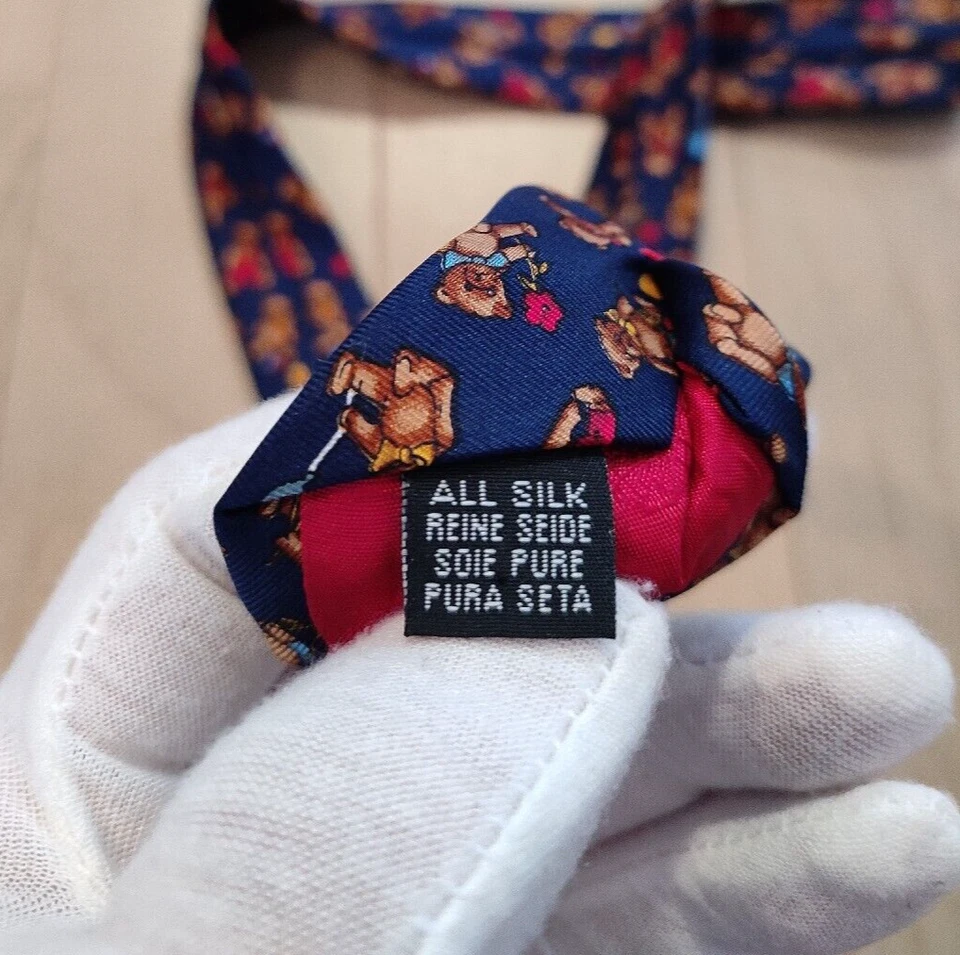 ALL SILK
REINE SEIDE
SOIE PURE
PURA SETA